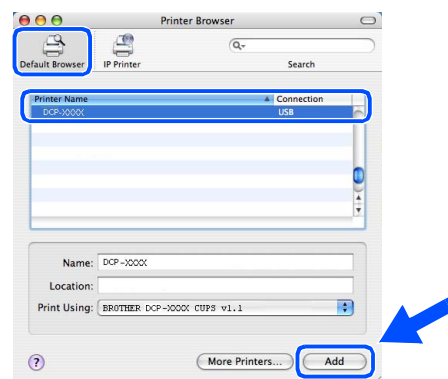 Printer Browser
Default Browser IP Printer Search
Printer Name Connection
DCP-XXXX USB
Name: DCP-XXXX
Location:
Print Using: BROTHER DCP-XXXX CUPS v1.1
? More Printers... Add